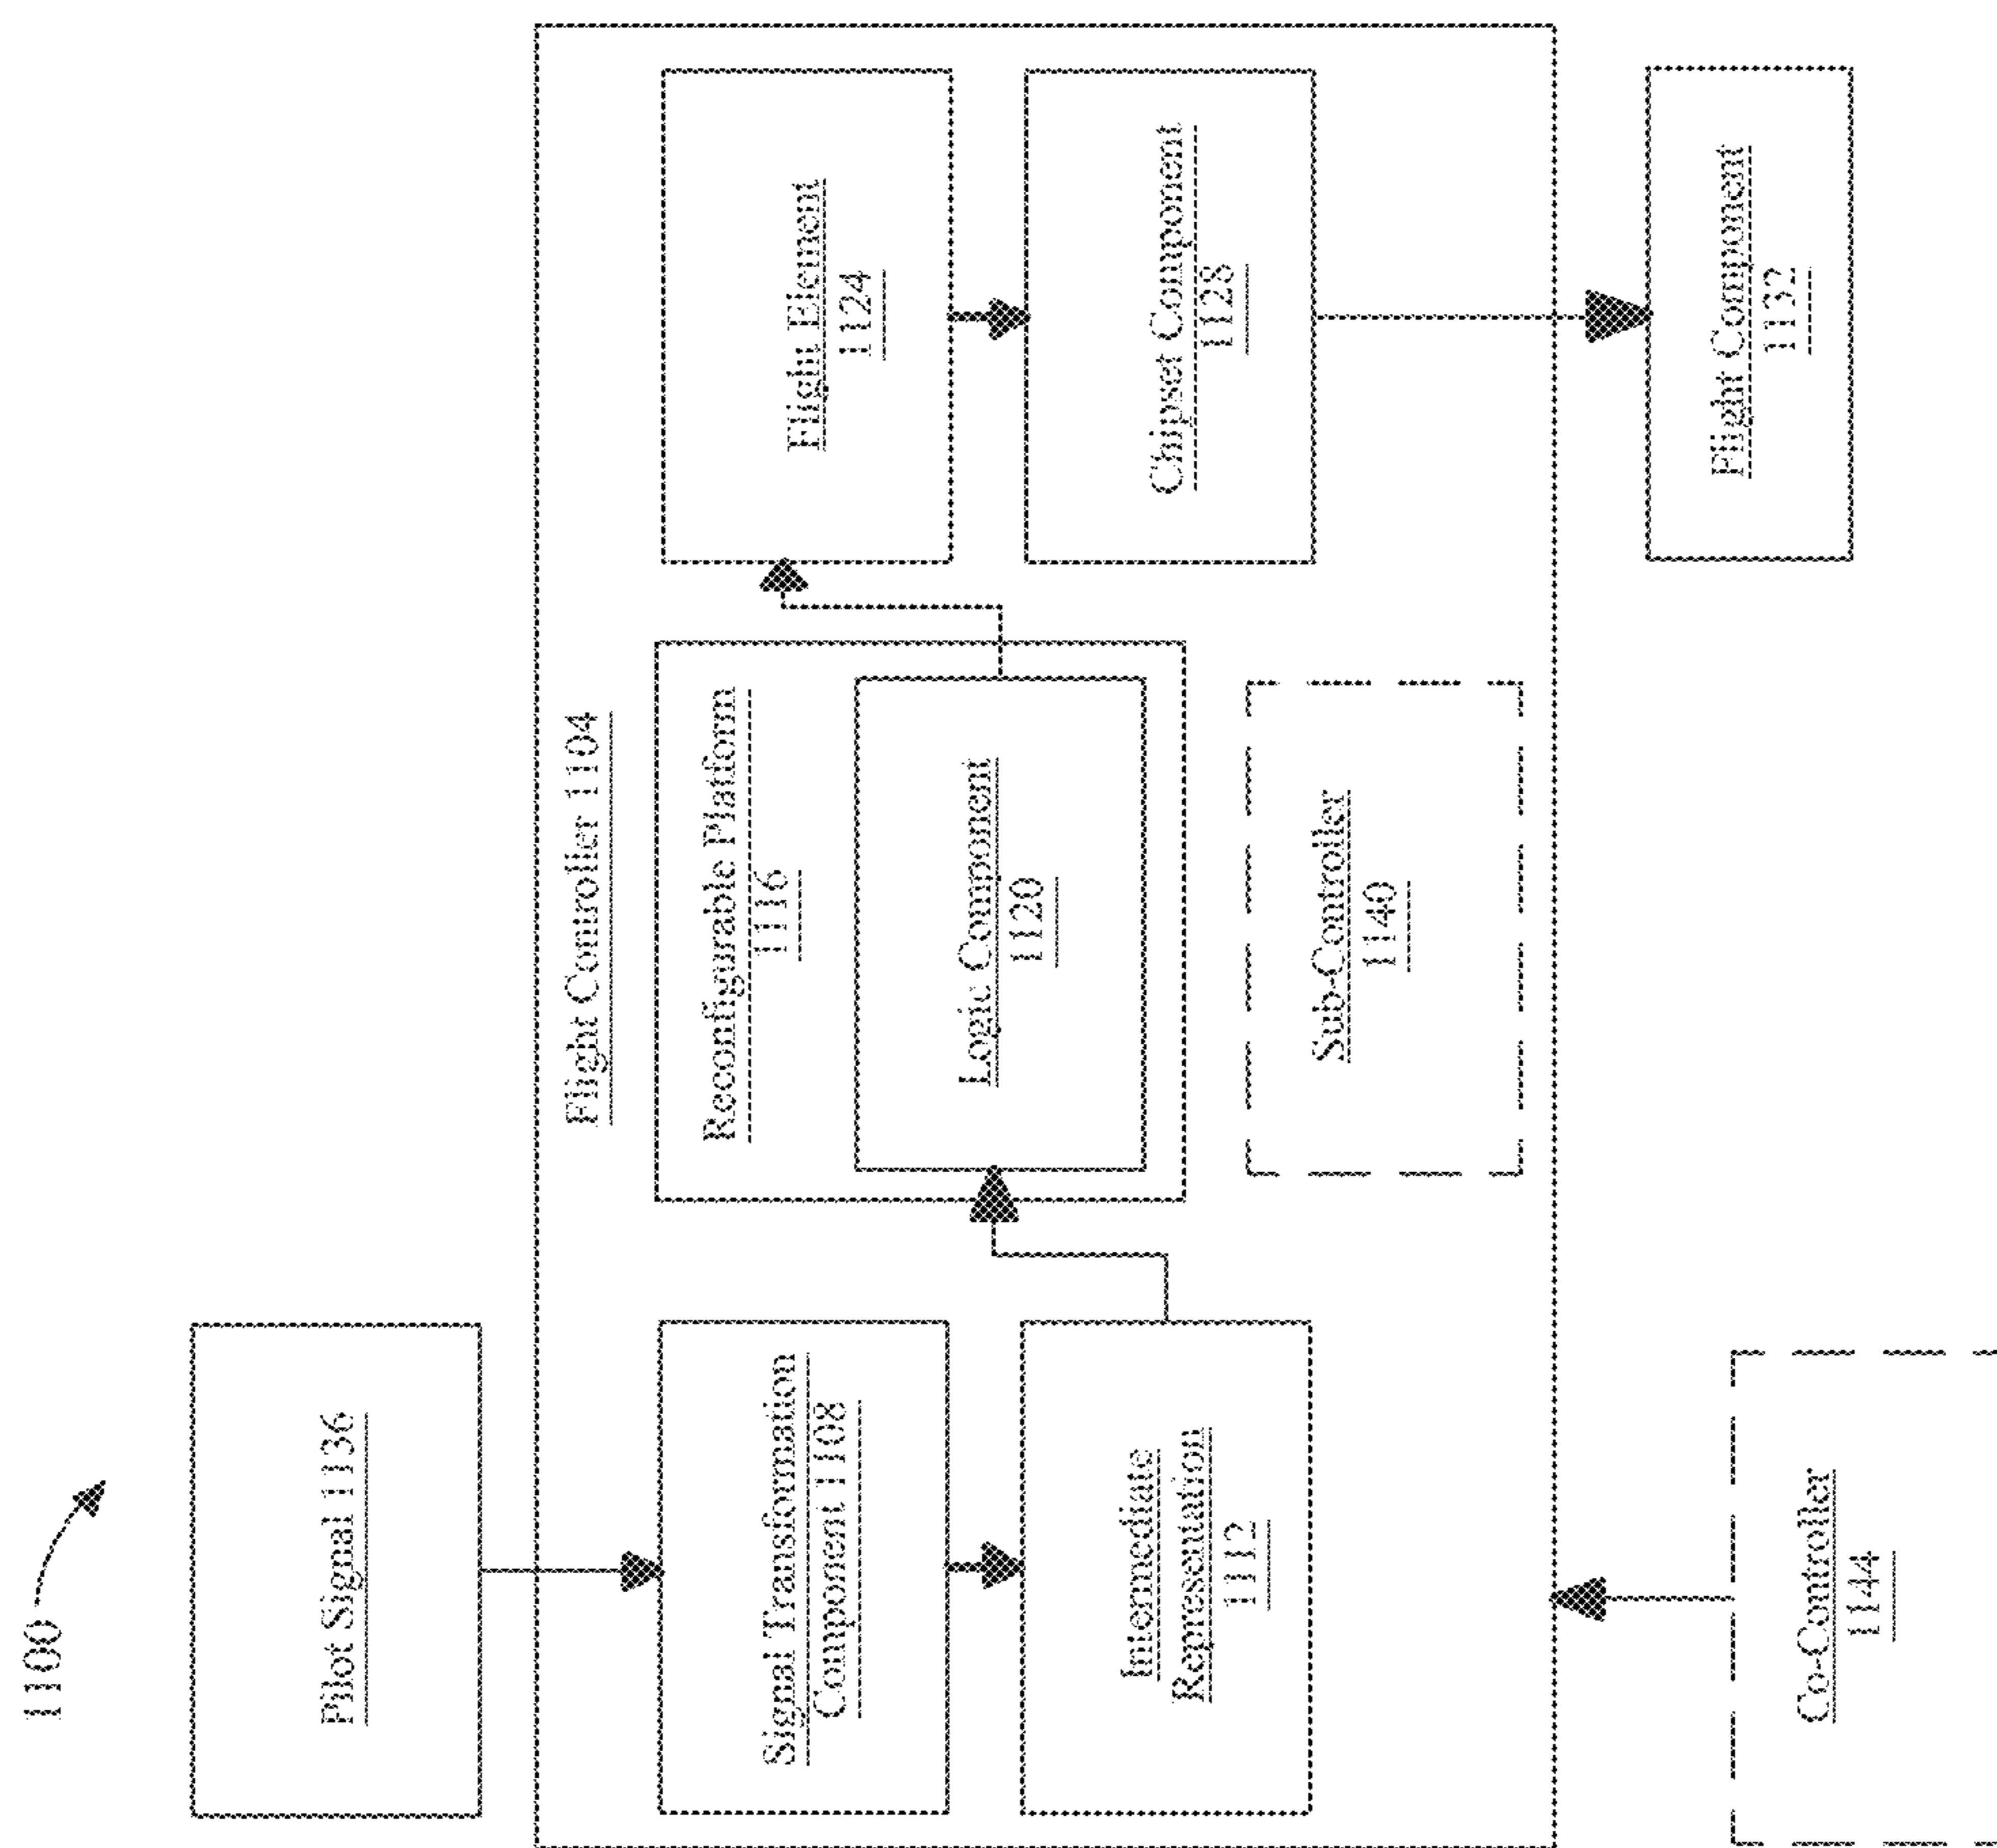 1100
Pilot Signal 1136
Flight Controller 1104
Signal Transformation
Component 1108
Intermediate
Representation
1112
Reconfigurable Platform
1116
Logic Component
1120
Sub-Controller
1140
Flight Element
1124
Chipset Component
1128
Co-Controller
1144
Flight Component
1132